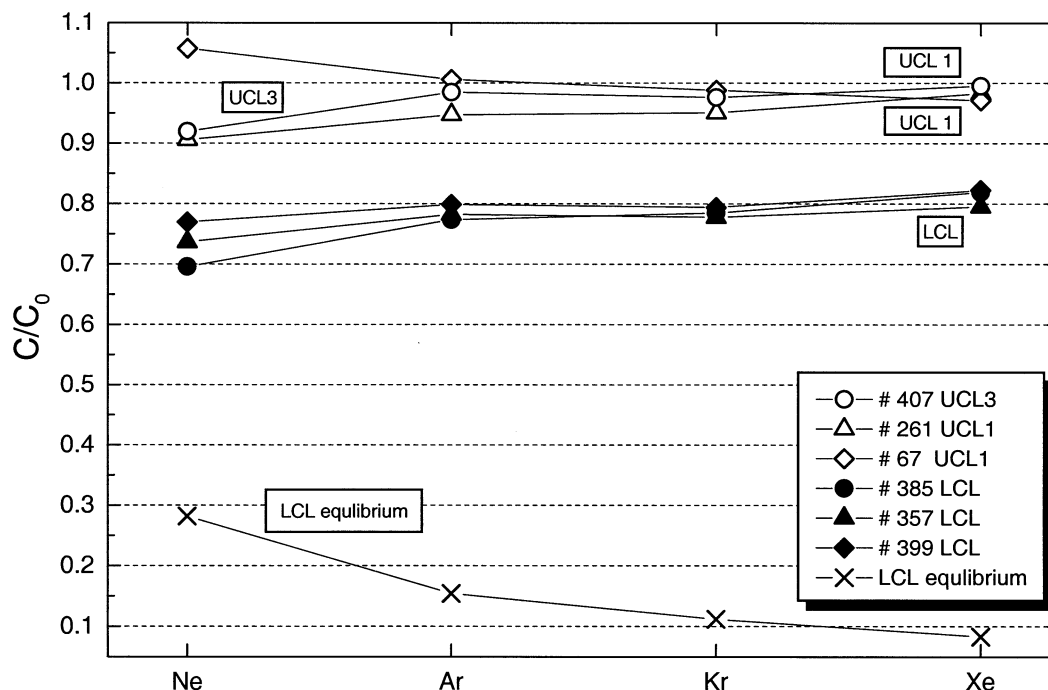 1.1
1.0
0.9
0.8
0.7
0.6
0.5
0.4
0.3
0.2
0.1
C/C0
UCL 1
UCL3
UCL 1
LCL
LCL equlibrium
# 407 UCL3
# 261 UCL1
# 67 UCL1
# 385 LCL
# 357 LCL
# 399 LCL
LCL equlibrium
Ne Ar Kr Xe